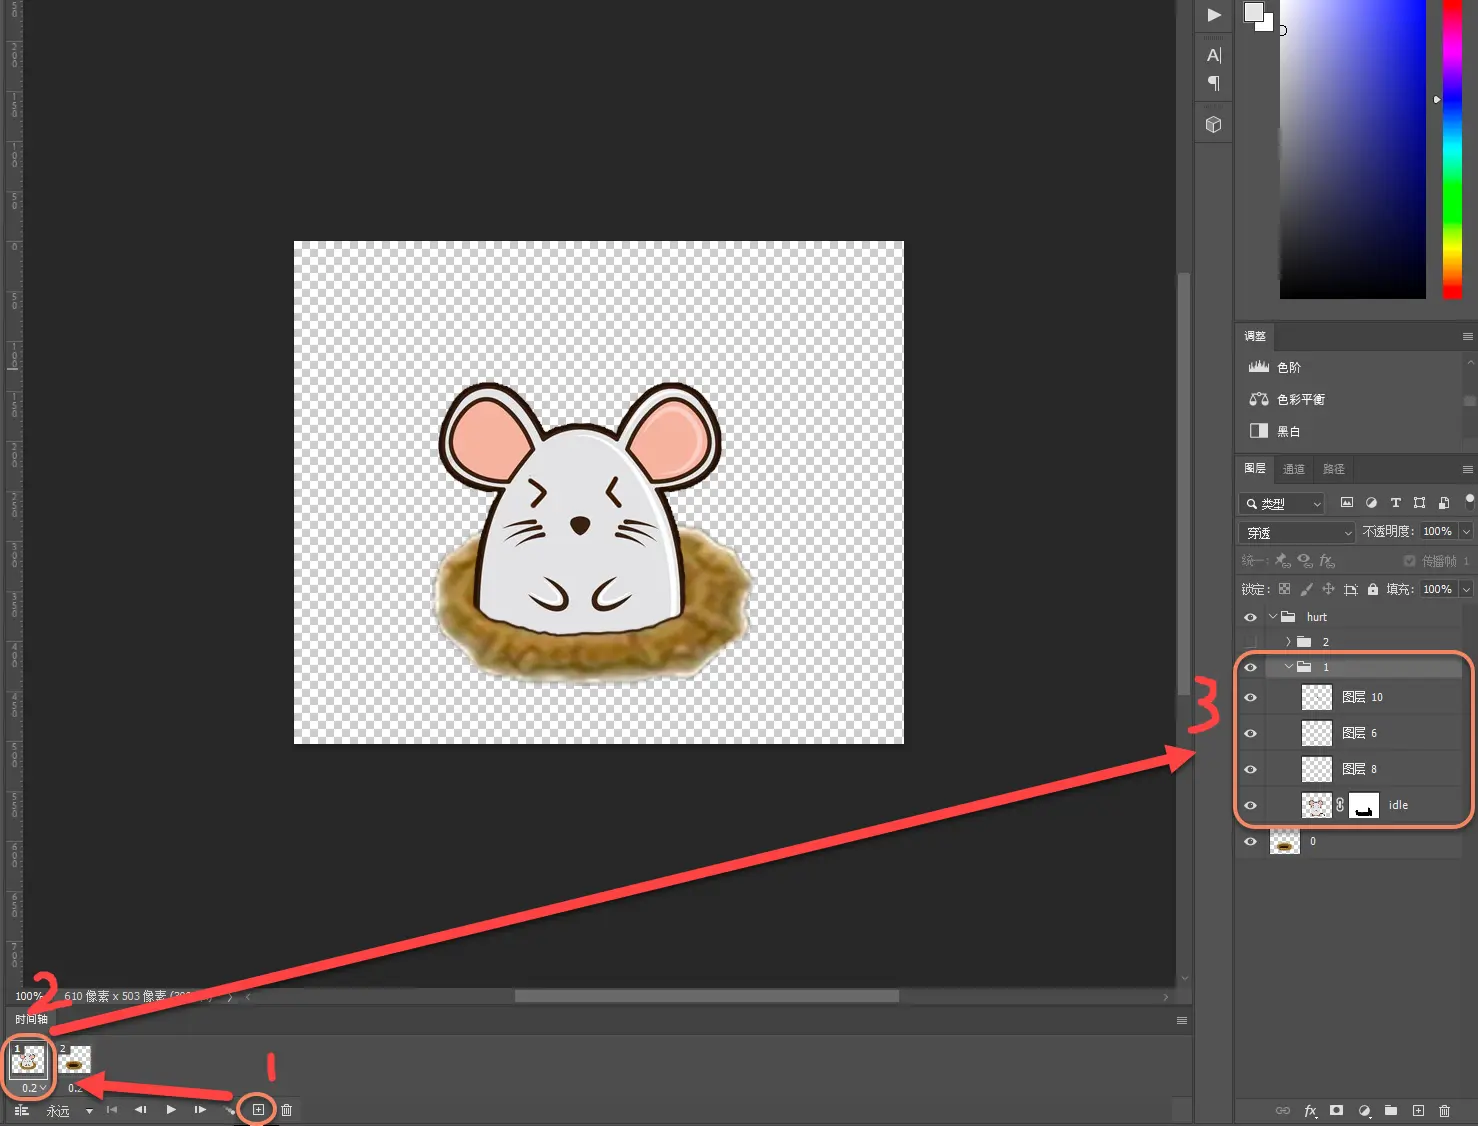 调整
色阶
色彩平衡
黑白
图层 通道 路径
类型
穿透 不透明度: 100%
统一: 传播帧 1
锁定: 填充: 100%
hurt
2
1
图层 10
图层 6
图层 8
idle
0
3
2
100% 610 像素 x 503 像素
时间轴
1 2
0.2 0.2
1
永远